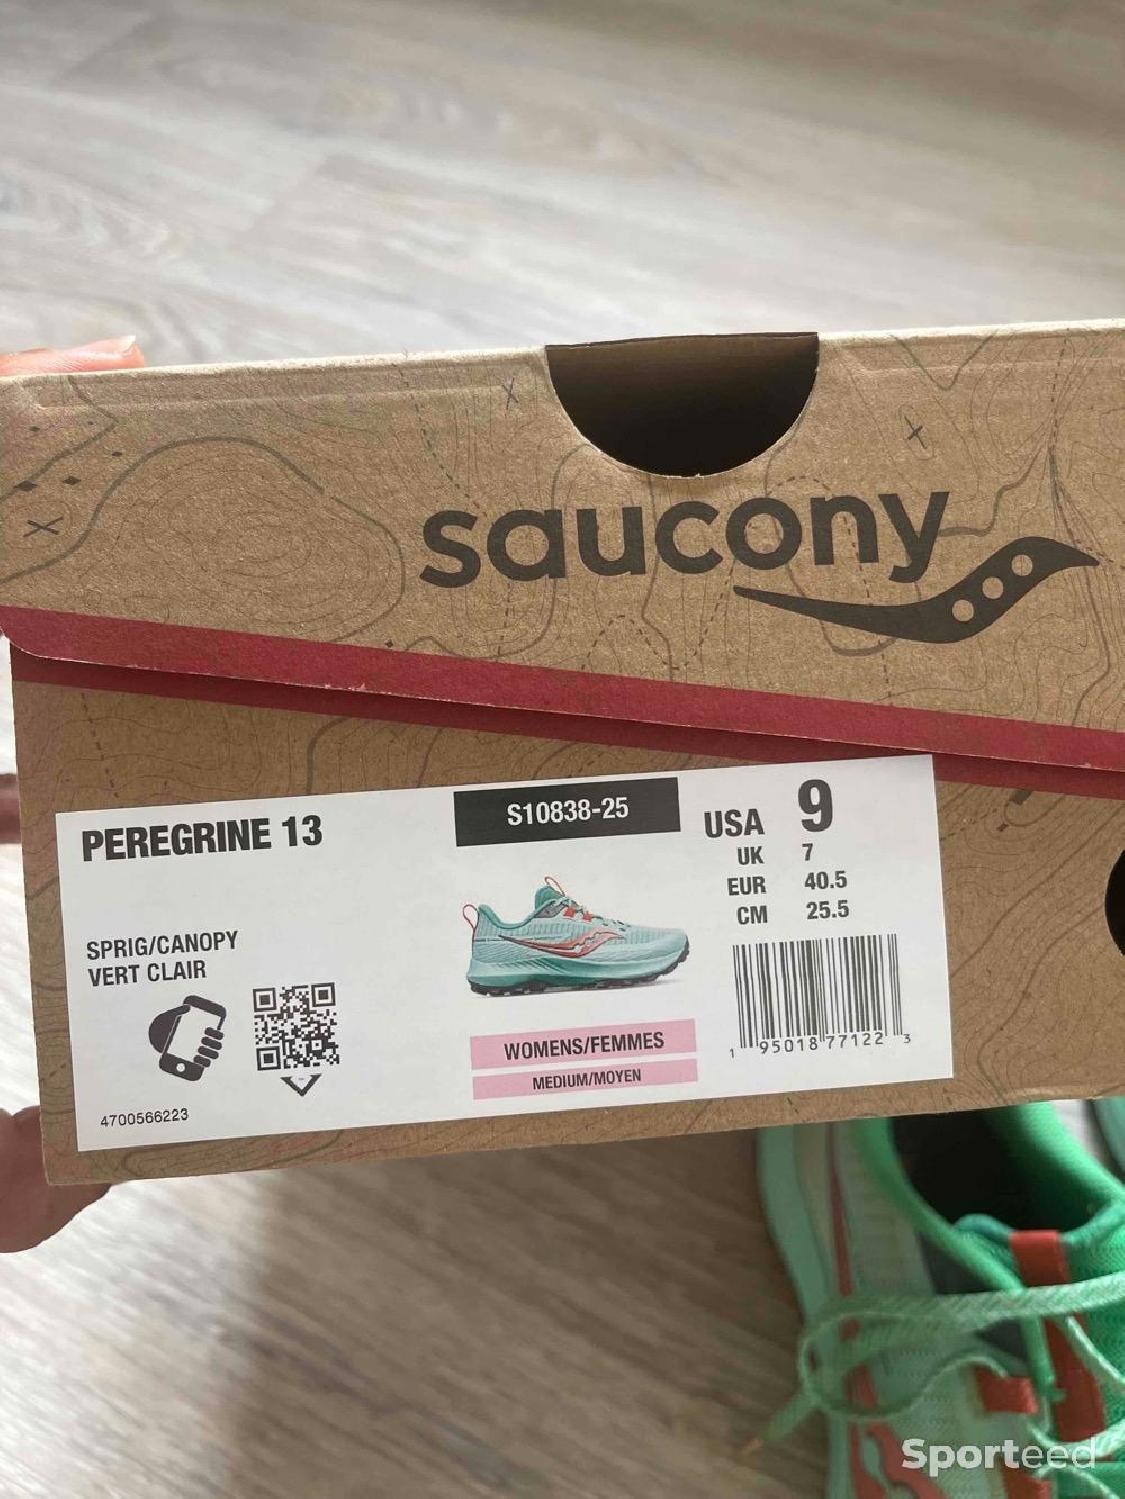 saucony
PEREGRINE 13
S10838-25
USA 9
UK 7
EUR 40.5
CM 25.5
SPRIG/CANOPY
VERT CLAIR
WOMENS/FEMMES
MEDIUM/MOYEN
1 95018 77122 3
4700566223
Sporteed